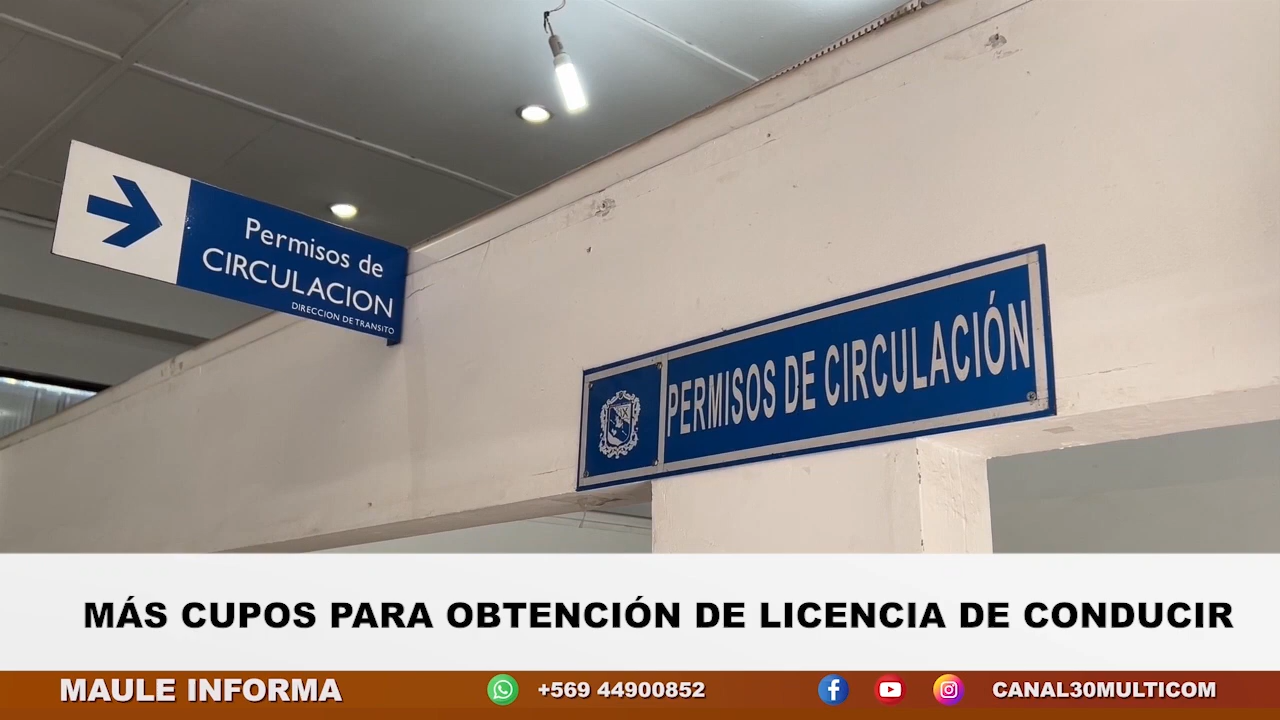 Permisos de
CIRCULACION
DIRECCION DE TRANSITO
PERMISOS DE CIRCULACIÓN
MÁS CUPOS PARA OBTENCIÓN DE LICENCIA DE CONDUCIR
MAULE INFORMA
+569 44900852
CANAL30MULTICOM